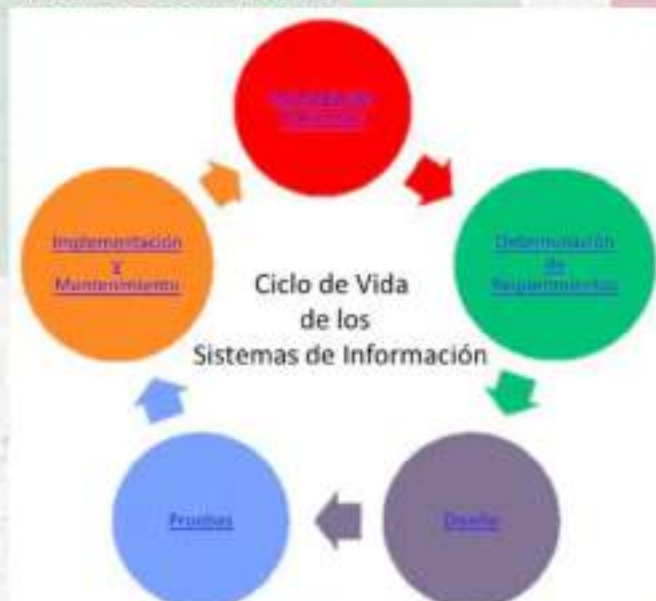 Determinación
de
Requerimientos
Ciclo de Vida
de los
Sistemas de Información
Implementación
y
Mantenimiento
Pruebas
Diseño